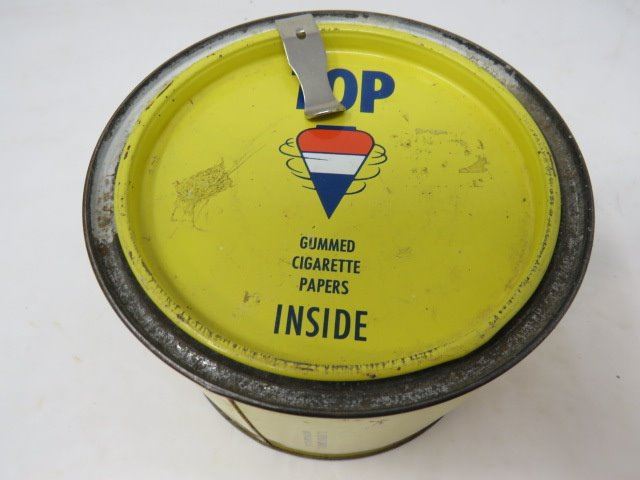 TOP
GUMMED
CIGARETTE
PAPERS
INSIDE